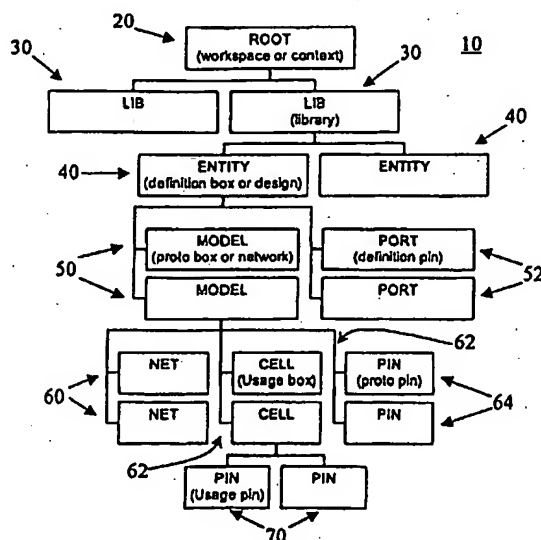 20
ROOT
(workspace or context)
10
30
30
LIB
LIB
(library)
40
40
ENTITY
(definition box or design)
ENTITY
50
MODEL
(proto box or network)
PORT
(definition pin)
52
MODEL
PORT
62
60
NET
CELL
(Usage box)
PIN
(proto pin)
64
NET
CELL
PIN
62
PIN
(Usage pin)
PIN
70